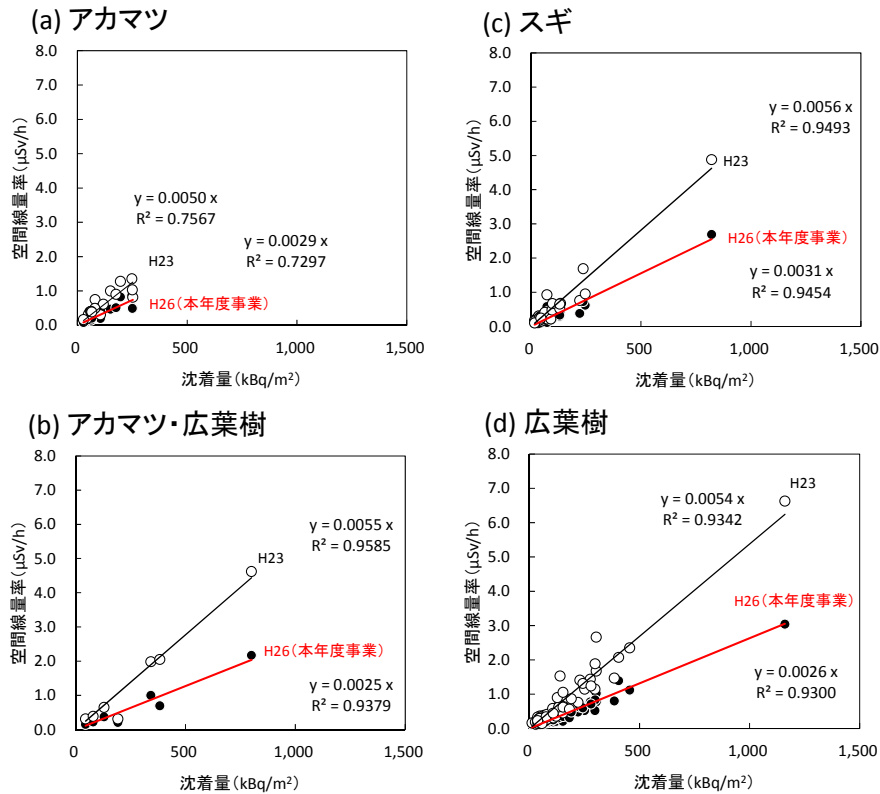 (a) アカマツ
8.0
7.0
6.0
5.0
4.0
3.0
2.0
1.0
0.0
空間線量率(μSv/h)
y = 0.0050 x
R² = 0.7567
y = 0.0029 x
R² = 0.7297
H23
H26(本年度事業)
0
500
1,000
1,500
沈着量(kBq/m²)
(c) スギ
8.0
7.0
6.0
5.0
4.0
3.0
2.0
1.0
0.0
空間線量率(μSv/h)
y = 0.0056 x
R² = 0.9493
H23
H26(本年度事業)
y = 0.0031 x
R² = 0.9454
0
500
1,000
1,500
沈着量(kBq/m²)
(b) アカマツ・広葉樹
8.0
7.0
6.0
5.0
4.0
3.0
2.0
1.0
0.0
空間線量率(μSv/h)
y = 0.0055 x
R² = 0.9585
H23
H26(本年度事業)
y = 0.0025 x
R² = 0.9379
0
500
1,000
1,500
沈着量(kBq/m²)
(d) 広葉樹
8.0
7.0
6.0
5.0
4.0
3.0
2.0
1.0
0.0
空間線量率(μSv/h)
H23
y = 0.0054 x
R² = 0.9342
H26(本年度事業)
y = 0.0026 x
R² = 0.9300
0
500
1,000
1,500
沈着量(kBq/m²)